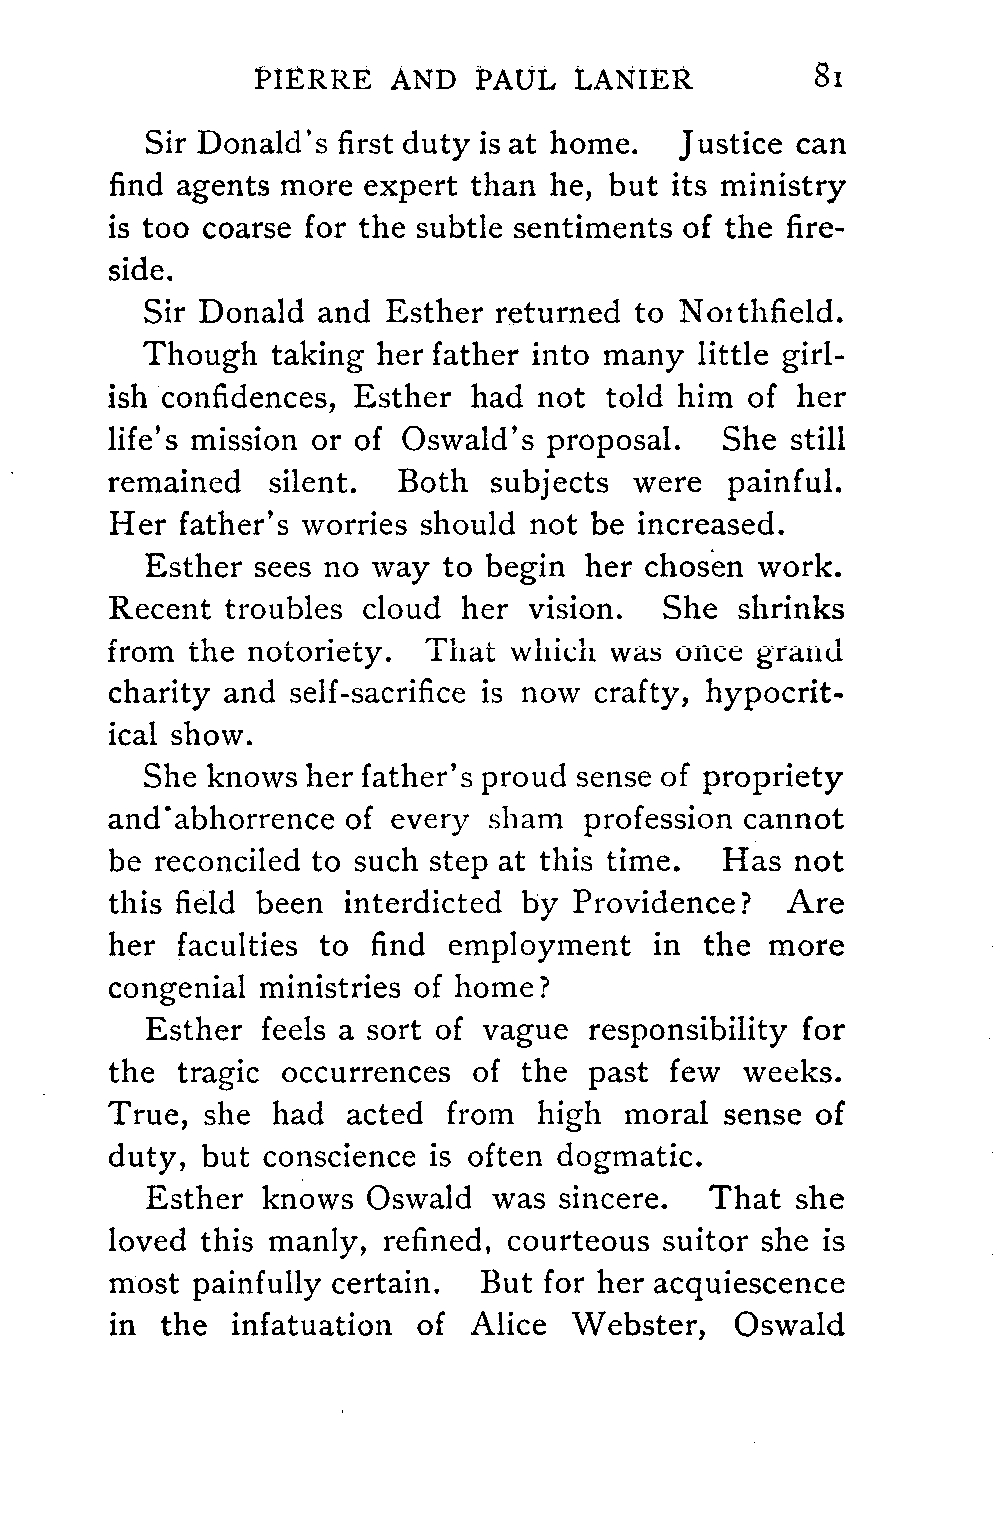 PIERRE AND PAUL LANIER 81
Sir Donald's first duty is at home. Justice can
find agents more expert than he, but its ministry
is too coarse for the subtle sentiments of the fire-
side.
Sir Donald and Esther returned to Northfield.
Though taking her father into many little girl-
ish confidences, Esther had not told him of her
life's mission or of Oswald's proposal. She still
remained silent. Both subjects were painful.
Her father's worries should not be increased.
Esther sees no way to begin her chosen work.
Recent troubles cloud her vision. She shrinks
from the notoriety. That which was once grand
charity and self-sacrifice is now crafty, hypocrit-
ical show.
She knows her father's proud sense of propriety
and abhorrence of every sham profession cannot
be reconciled to such step at this time. Has not
this field been interdicted by Providence? Are
her faculties to find employment in the more
congenial ministries of home?
Esther feels a sort of vague responsibility for
the tragic occurrences of the past few weeks.
True, she had acted from high moral sense of
duty, but conscience is often dogmatic.
Esther knows Oswald was sincere. That she
loved this manly, refined, courteous suitor she is
most painfully certain. But for her acquiescence
in the infatuation of Alice Webster, Oswald